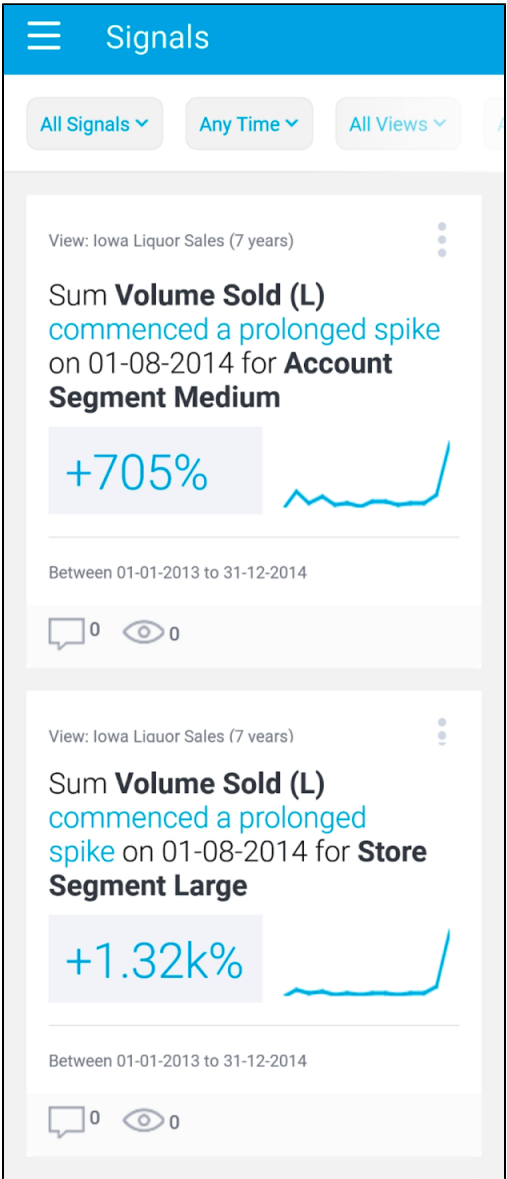 Signals
All Signals
Any Time
All Views
View: Iowa Liquor Sales (7 years)
Sum Volume Sold (L)
commenced a prolonged spike
on 01-08-2014 for Account
Segment Medium
+705%
Between 01-01-2013 to 31-12-2014
0
0
View: Iowa Liquor Sales (7 years)
Sum Volume Sold (L)
commenced a prolonged
spike on 01-08-2014 for Store
Segment Large
+1.32k%
Between 01-01-2013 to 31-12-2014
0
0